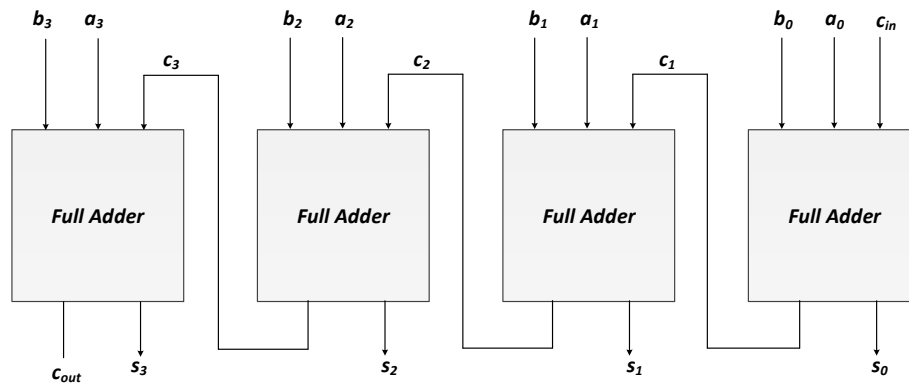 b3 a3 b2 a2 b1 a1 b0 a0 cin
c3 c2 c1
Full Adder Full Adder Full Adder Full Adder
cout s3 s2 s1 s0